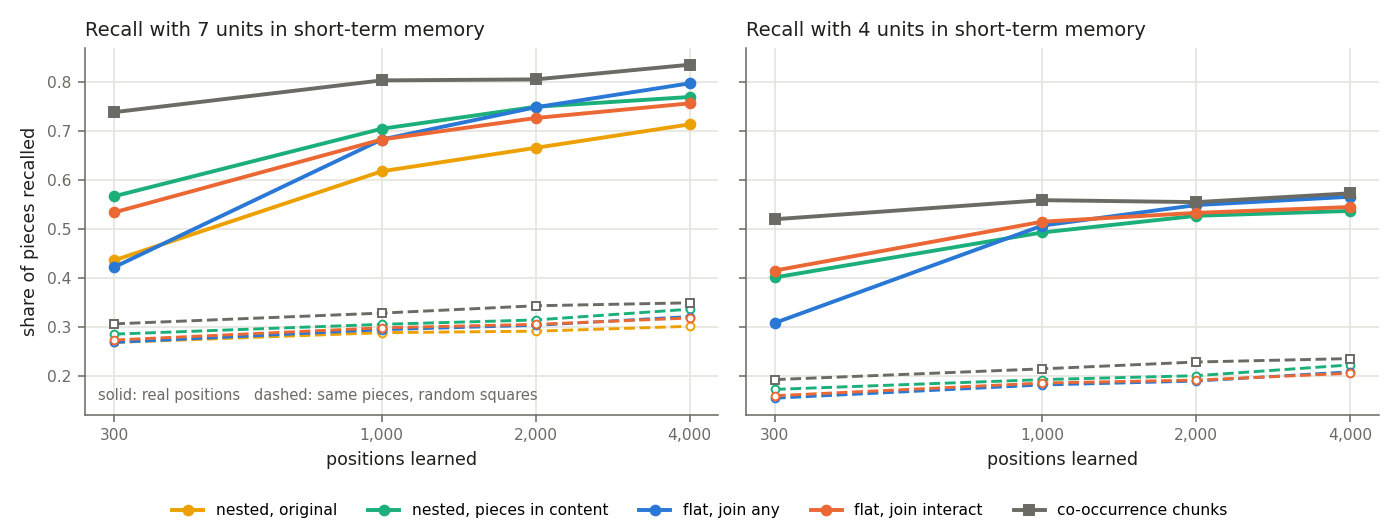 Recall with 7 units in short-term memory
Recall with 4 units in short-term memory
share of pieces recalled
0.8
0.7
0.6
0.5
0.4
0.3
0.2
solid: real positions dashed: same pieces, random squares
300
1,000
2,000
4,000
300
1,000
2,000
4,000
positions learned
positions learned
nested, original
nested, pieces in content
flat, join any
flat, join interact
co-occurrence chunks